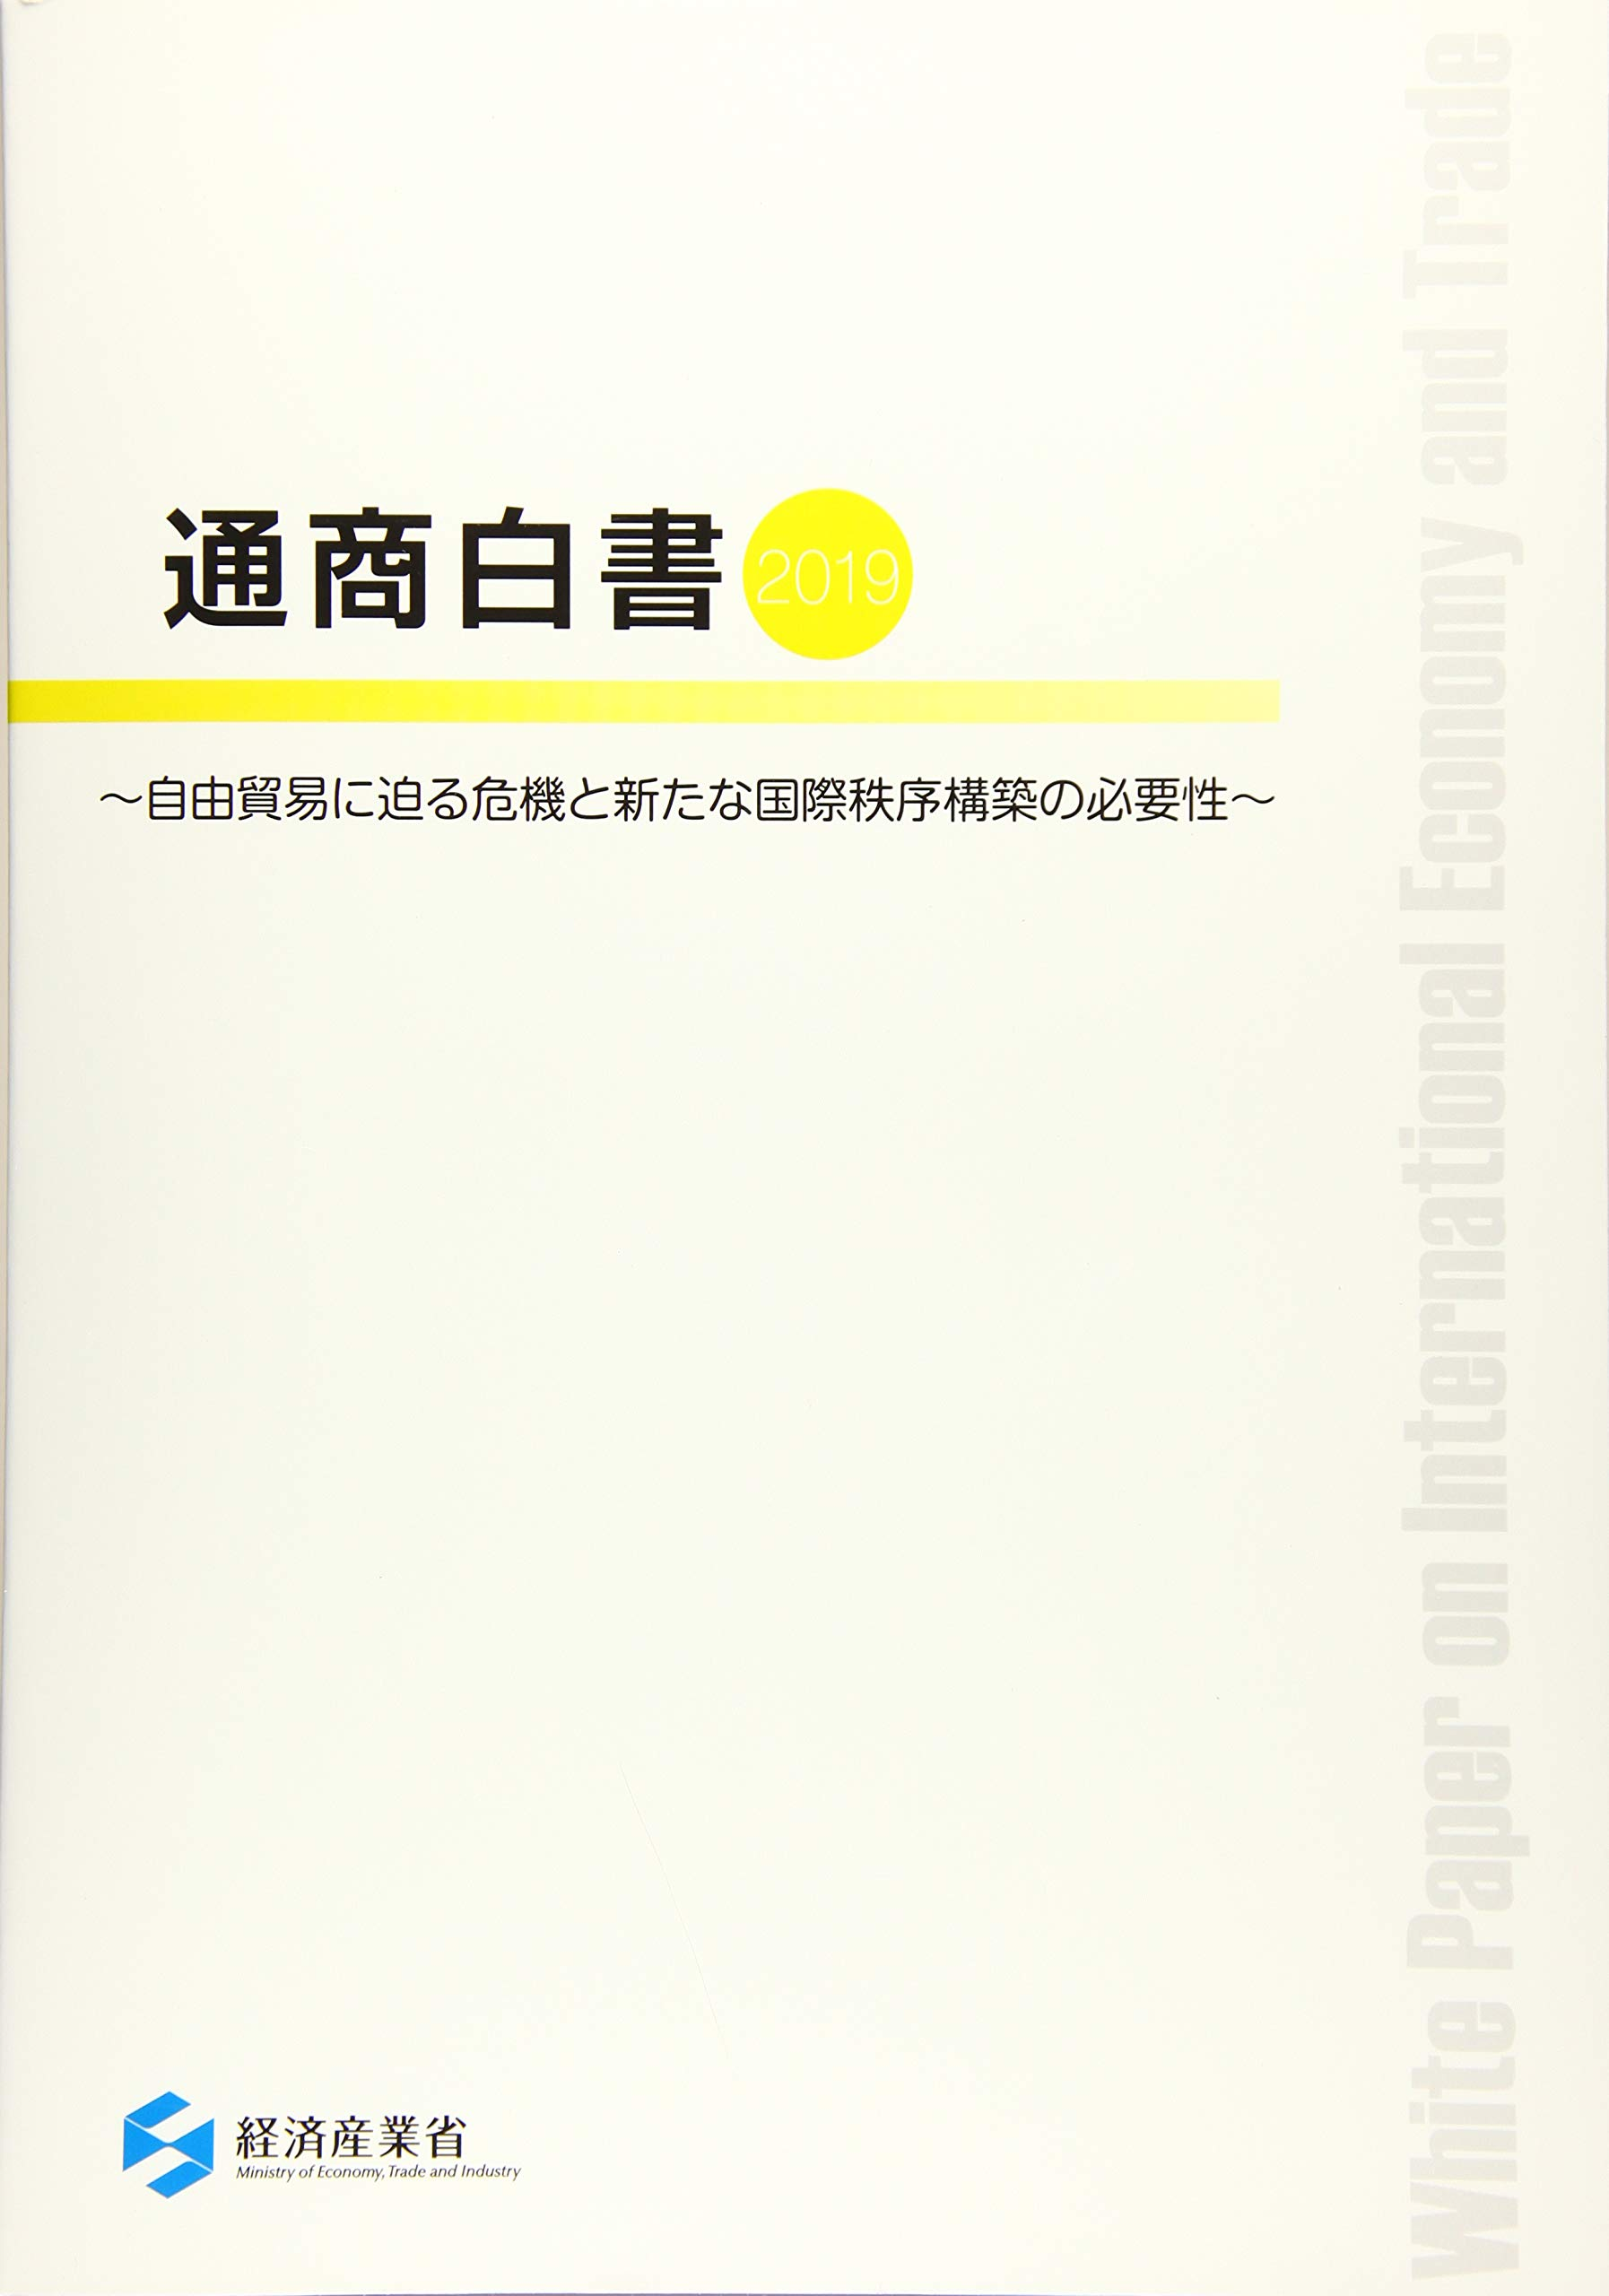 通商白書 2019
～自由貿易に迫る危機と新たな国際秩序構築の必要性～
White Paper on International Economy and Trade
経済産業省
Ministry of Economy, Trade and Industry